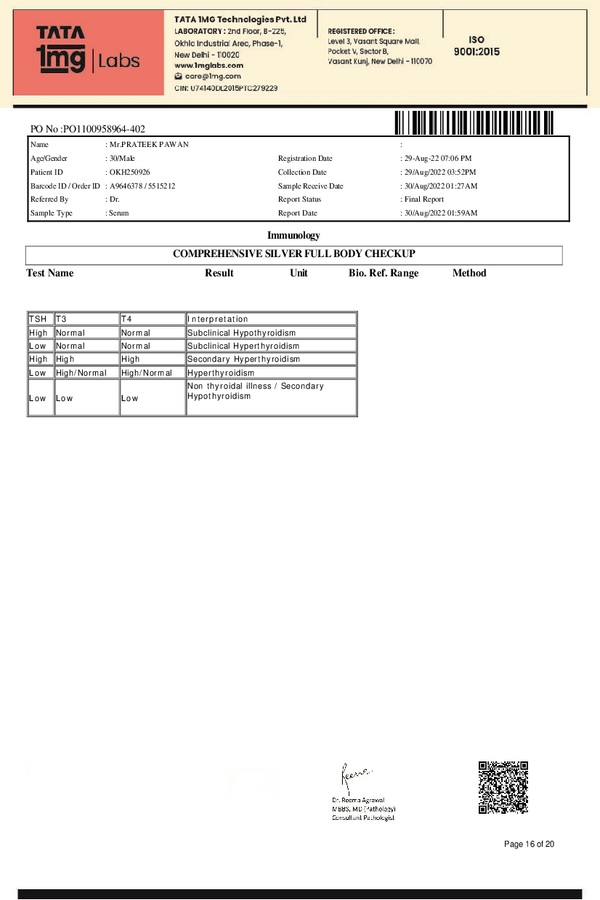 TATA
1mg Labs
TATA 1MG Technologies Pvt. Ltd
LABORATORY : 2nd Floor, B-225,
Okhla Industrial Area, Phase-1,
New Delhi - 110020
www.1mglabs.com
care@1mg.com
CIN: U74140DL2015PTC279229
REGISTERED OFFICE :
Level 3, Vasant Square Mall,
Pocket V, Sector B,
Vasant Kunj, New Delhi - 110070
ISO
9001:2015
PO No :PO1100958964-402
Name : Mr.PRATEEK PAWAN :
Age/Gender : 30/Male Registration Date : 29-Aug-22 07:06 PM
Patient ID : OKH250926 Collection Date : 29/Aug/2022 03:52PM
Barcode ID / Order ID : A9646378 / 5515212 Sample Receive Date : 30/Aug/2022 01:27AM
Referred By : Dr. Report Status : Final Report
Sample Type : Serum Report Date : 30/Aug/2022 01:59AM
Immunology
COMPREHENSIVE SILVER FULL BODY CHECKUP
Test Name Result Unit Bio. Ref. Range Method
TSH T3 T4 Interpretation
High Normal Normal Subclinical Hypothyroidism
Low Normal Normal Subclinical Hyperthyroidism
High High High Secondary Hyperthyroidism
Low High/Normal High/Normal Hyperthyroidism
Low Low Low Non thyroidal illness / Secondary
Hypothyroidism
Reema
Dr. Reema Agrawal
MBBS, MD (Pathology)
Consultant Pathologist
Page 16 of 20